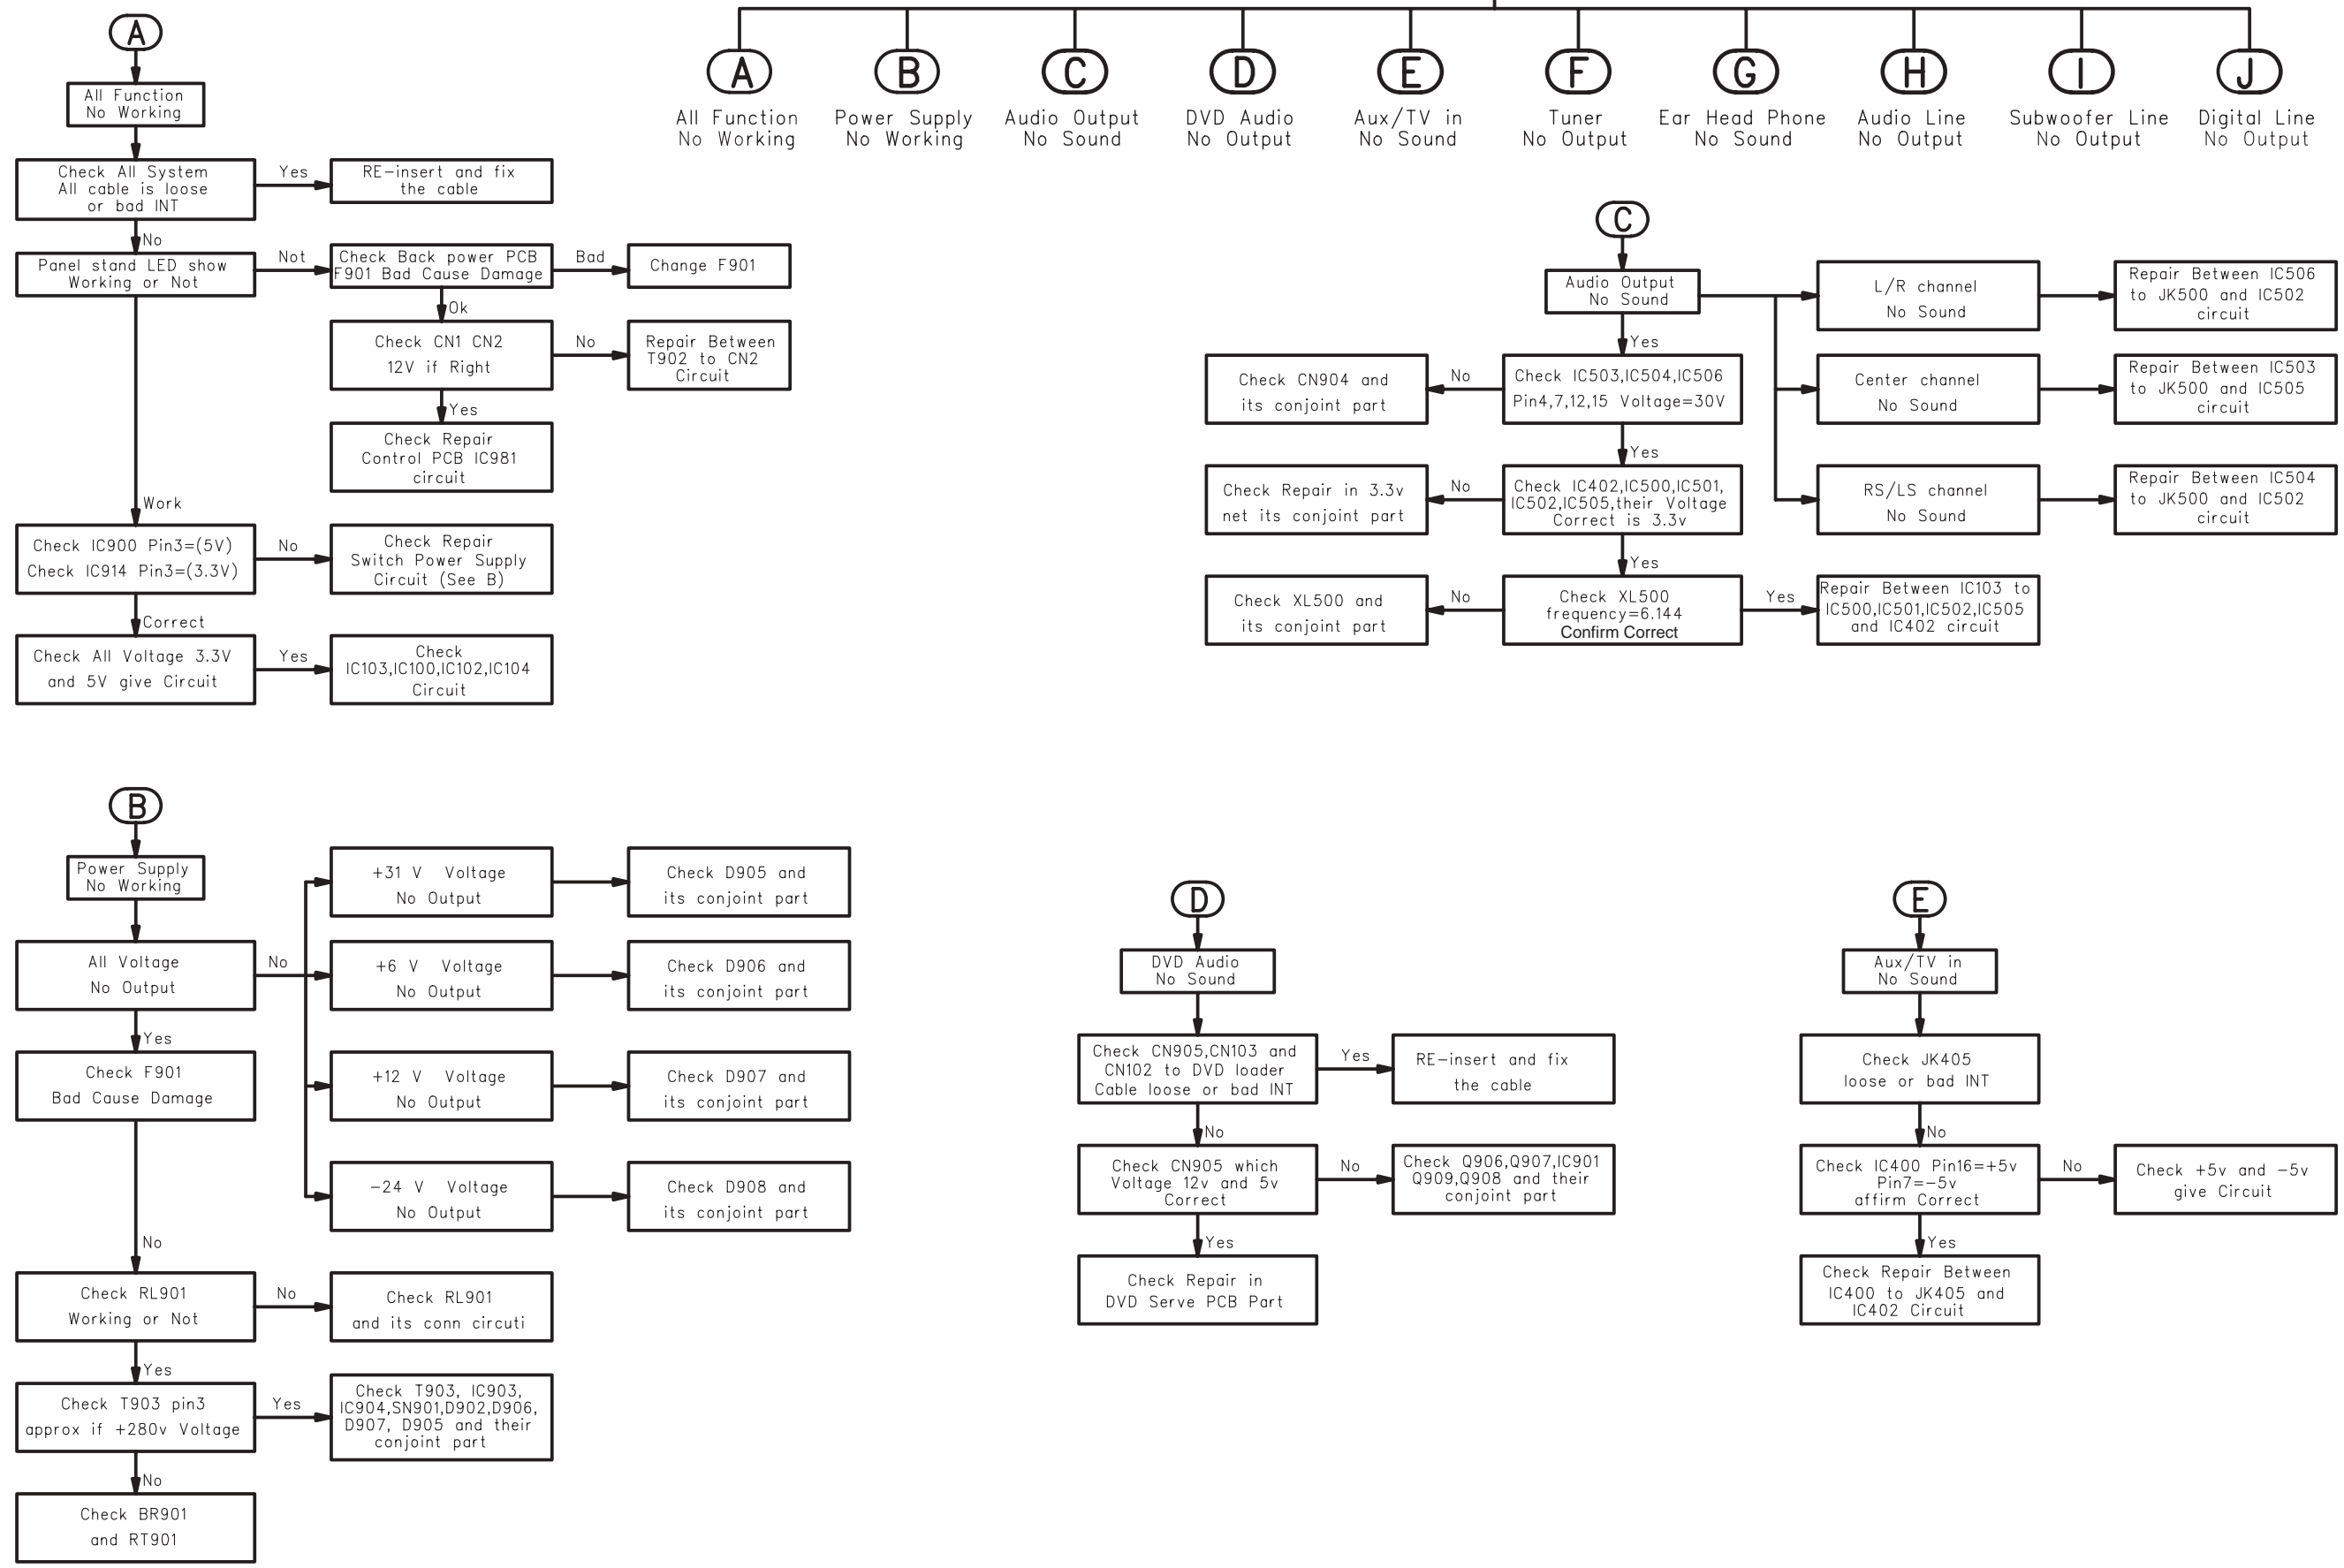 A
B
C
D
E
F
G
H
I
J
All Function
No Working
Power Supply
No Working
Audio Output
No Sound
DVD Audio
No Output
Aux/TV in
No Sound
Tuner
No Output
Ear Head Phone
No Sound
Audio Line
No Output
Subwoofer Line
No Output
Digital Line
No Output
A
All Function
No Working
Check All System
All cable is loose
or bad INT
Yes
RE-insert and fix
the cable
No
Panel stand LED show
Working or Not
Not
Check Back power PCB
F901 Bad Cause Damage
Bad
Change F901
Ok
Check CN1 CN2
12V if Right
No
Repair Between
T902 to CN2
Circuit
Yes
Check Repair
Control PCB IC981
circuit
Work
Check IC900 Pin3=(5V)
Check IC914 Pin3=(3.3V)
No
Check Repair
Switch Power Supply
Circuit (See B)
Correct
Check All Voltage 3.3V
and 5V give Circuit
Yes
Check
IC103,IC100,IC102,IC104
Circuit
C
Audio Output
No Sound
L/R channel
No Sound
Repair Between IC506
to JK500 and IC502
circuit
Yes
Check CN904 and
its conjoint part
No
Check IC503,IC504,IC506
Pin4,7,12,15 Voltage=30V
Center channel
No Sound
Repair Between IC503
to JK500 and IC505
circuit
Yes
Check Repair in 3.3v
net its conjoint part
No
Check IC402,IC500,IC501,
IC502,IC505,their Voltage
Correct is 3.3v
RS/LS channel
No Sound
Repair Between IC504
to JK500 and IC502
circuit
Yes
Check XL500 and
its conjoint part
No
Check XL500
frequency=6.144
Confirm Correct
Yes
Repair Between IC103 to
IC500,IC501,IC502,IC505
and IC402 circuit
B
Power Supply
No Working
All Voltage
No Output
No
+31 V Voltage
No Output
Check D905 and
its conjoint part
+6 V Voltage
No Output
Check D906 and
its conjoint part
+12 V Voltage
No Output
Check D907 and
its conjoint part
-24 V Voltage
No Output
Check D908 and
its conjoint part
Yes
Check F901
Bad Cause Damage
No
Check RL901
Working or Not
No
Check RL901
and its conn circuti
Yes
Check T903 pin3
approx if +280v Voltage
Yes
Check T903, IC903,
IC904,SN901,D902,D906,
D907, D905 and their
conjoint part
No
Check BR901
and RT901
D
DVD Audio
No Sound
Check CN905,CN103 and
CN102 to DVD loader
Cable loose or bad INT
Yes
RE-insert and fix
the cable
No
Check CN905 which
Voltage 12v and 5v
Correct
No
Check Q906,Q907,IC901
Q909,Q908 and their
conjoint part
Yes
Check Repair in
DVD Serve PCB Part
E
Aux/TV in
No Sound
Check JK405
loose or bad INT
No
Check IC400 Pin16=+5v
Pin7=-5v
affirm Correct
No
Check +5v and -5v
give Circuit
Yes
Check Repair Between
IC400 to JK405 and
IC402 Circuit